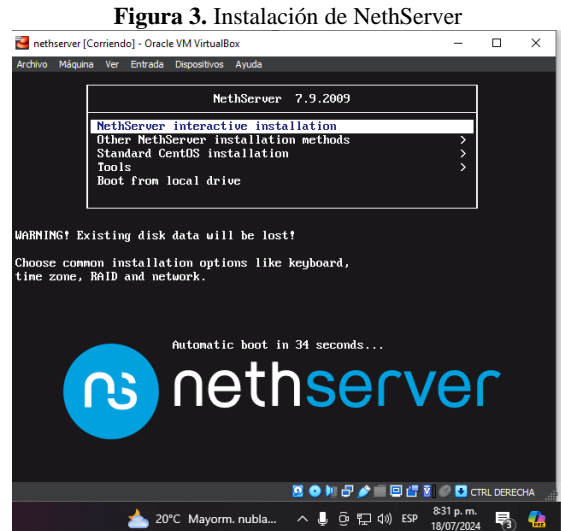 Figura 3. Instalación de NethServer
nethserver [Corriendo] - Oracle VM VirtualBox
Archivo Máquina Ver Entrada Dispositivos Ayuda
NethServer 7.9.2009
NethServer interactive installation
Other NethServer installation methods >
Standard CentOS installation >
Tools >
Boot from local drive
WARNING! Existing disk data will be lost!
Choose common installation options like keyboard,
time zone, RAID and network.
Automatic boot in 34 seconds...
ns nethserver
CTRL DERECHA
20°C Mayorm. nubla... ESP 8:31 p. m.
18/07/2024 3